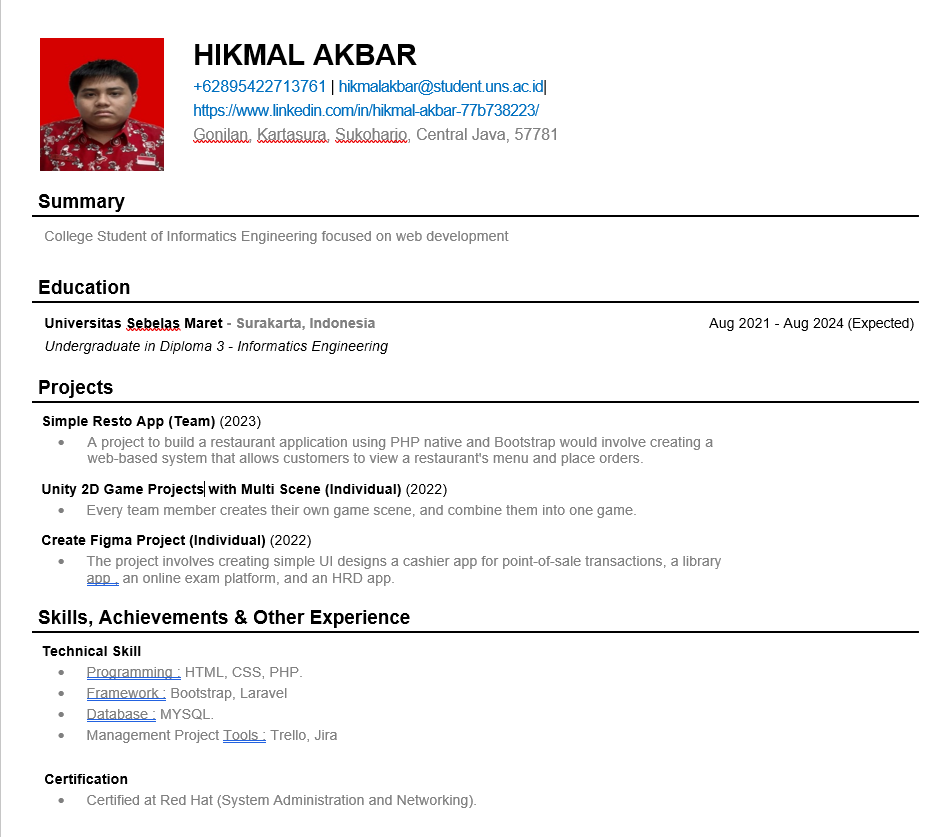 HIKMAL AKBAR
+62895422713761 | hikmalakbar@student.uns.ac.id|
https://www.linkedin.com/in/hikmal-akbar-77b738223/
Gonilan, Kartasura, Sukoharjo, Central Java, 57781
Summary
College Student of Informatics Engineering focused on web development
Education
Universitas Sebelas Maret - Surakarta, Indonesia Aug 2021 - Aug 2024 (Expected)
Undergraduate in Diploma 3 - Informatics Engineering
Projects
Simple Resto App (Team) (2023)
• A project to build a restaurant application using PHP native and Bootstrap would involve creating a
web-based system that allows customers to view a restaurant's menu and place orders.
Unity 2D Game Projects with Multi Scene (Individual) (2022)
• Every team member creates their own game scene, and combine them into one game.
Create Figma Project (Individual) (2022)
• The project involves creating simple UI designs a cashier app for point-of-sale transactions, a library
app , an online exam platform, and an HRD app.
Skills, Achievements & Other Experience
Technical Skill
• Programming : HTML, CSS, PHP.
• Framework : Bootstrap, Laravel
• Database : MYSQL.
• Management Project Tools : Trello, Jira
Certification
• Certified at Red Hat (System Administration and Networking).